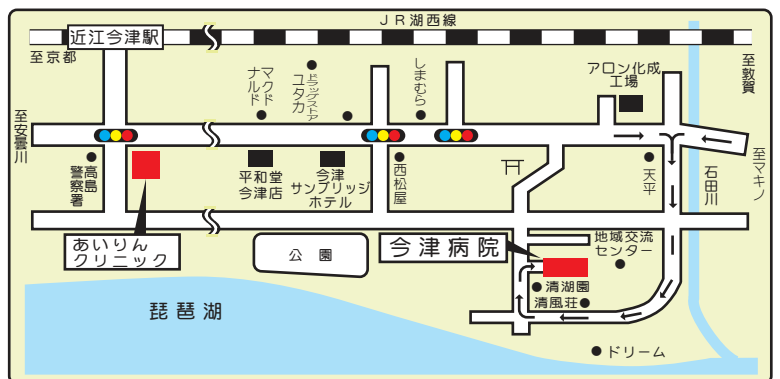 JR湖西線
近江今津駅
至京都
至敦賀
マクド
ナルド
ドラッグストア
ユタカ
しまむら
アロン化成
工場
至安曇川
至マキノ
高島
警察署
平和堂
今津店
今津
サンブリッジ
ホテル
西松屋
天平
石田川
あいりん
クリニック
公園
今津病院
地域交流
センター
清湖園
清風荘
琵琶湖
ドリーム